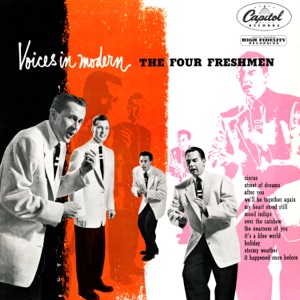 Capitol
RECORDS
HIGH FIDELITY
RECORDING
Voices in modern
THE FOUR FRESHMEN
circus
street of dreams
after you
we'll be together again
my heart stood still
mood indigo
over the rainbow
the nearness of you
it's a blue world
holiday
stormy weather
it happened once before